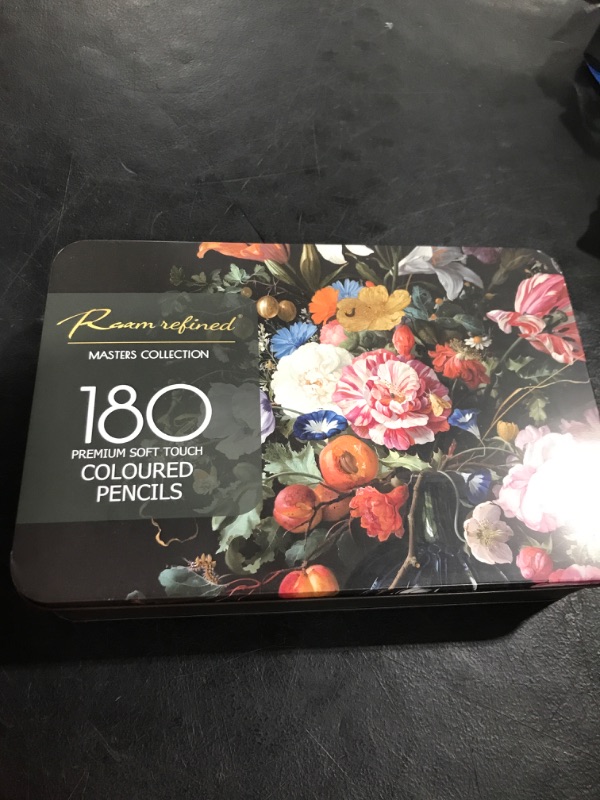 Raam refined
MASTERS COLLECTION
180
PREMIUM SOFT TOUCH
COLOURED
PENCILS